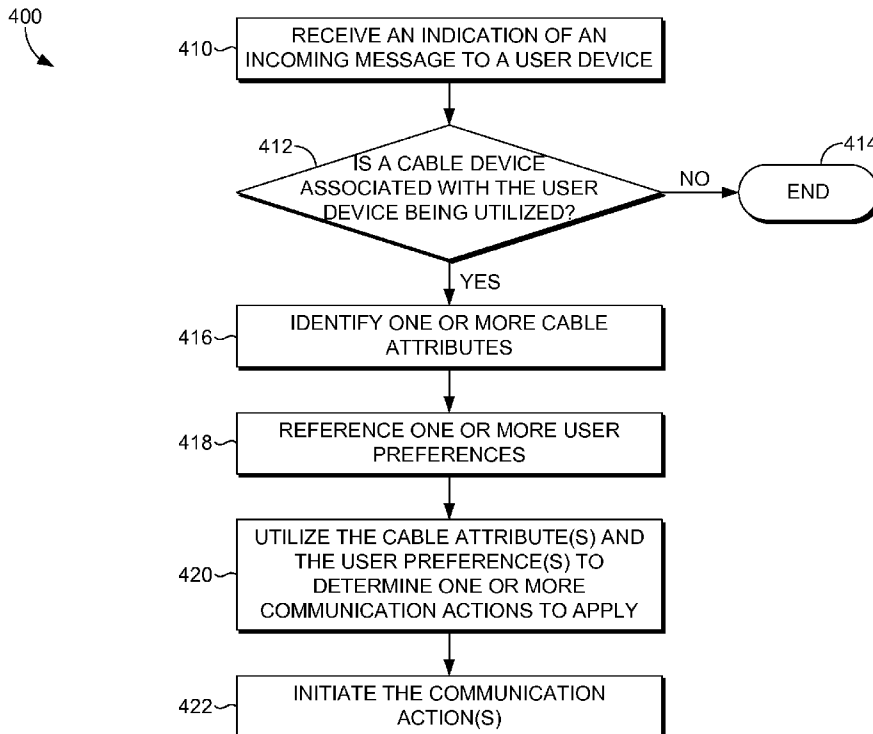 400
410
RECEIVE AN INDICATION OF AN
INCOMING MESSAGE TO A USER DEVICE
412
IS A CABLE DEVICE
ASSOCIATED WITH THE USER
DEVICE BEING UTILIZED?
NO
414
END
YES
416
IDENTIFY ONE OR MORE CABLE
ATTRIBUTES
418
REFERENCE ONE OR MORE USER
PREFERENCES
420
UTILIZE THE CABLE ATTRIBUTE(S) AND
THE USER PREFERENCE(S) TO
DETERMINE ONE OR MORE
COMMUNICATION ACTIONS TO APPLY
422
INITIATE THE COMMUNICATION
ACTION(S)